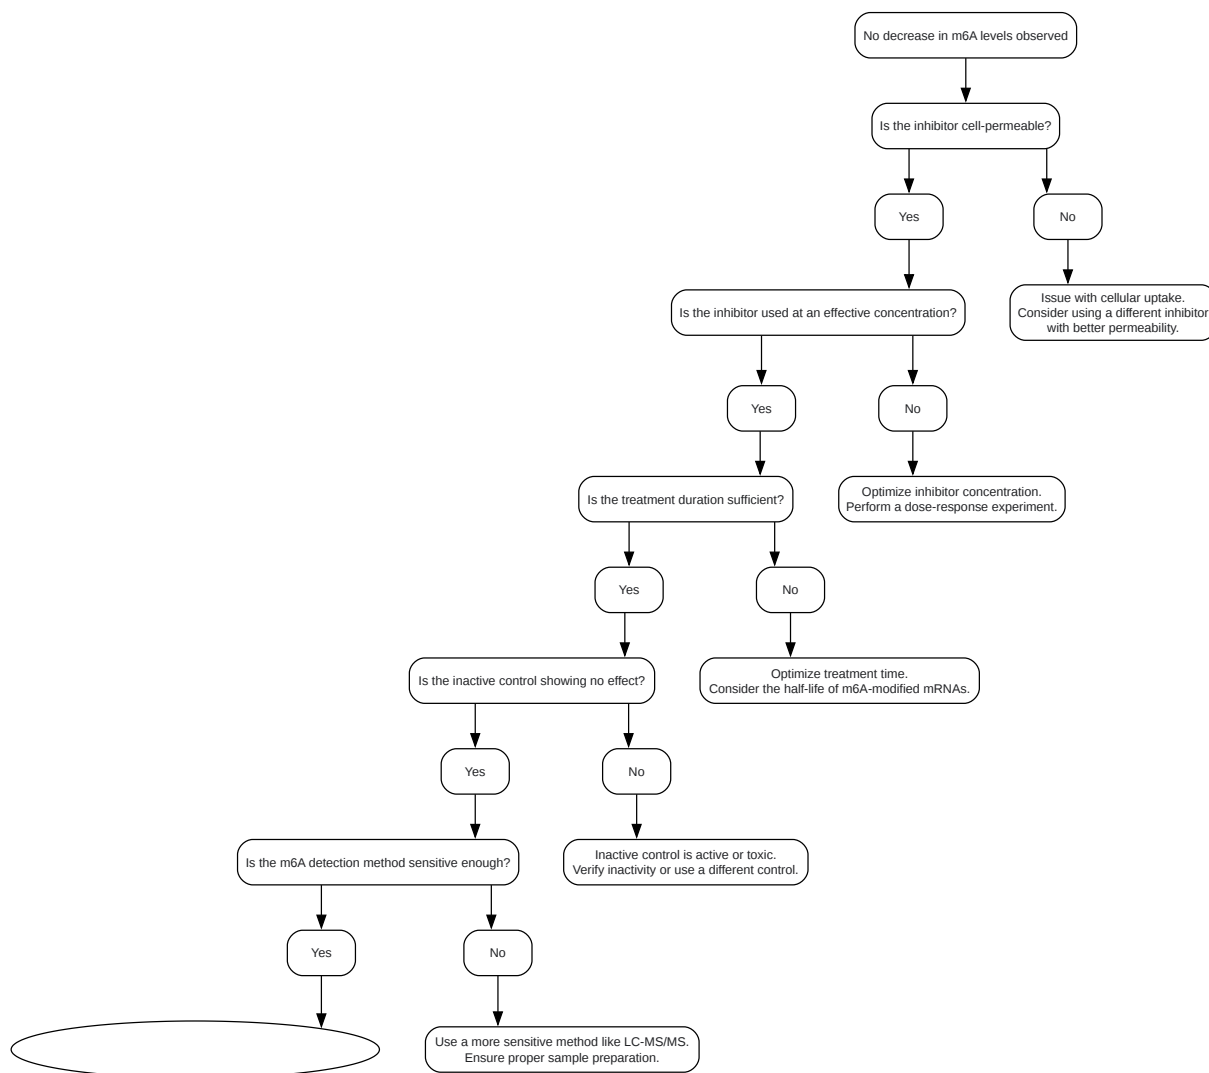 No decrease in m6A levels observed
Is the inhibitor cell-permeable?
Yes
No
Is the inhibitor used at an effective concentration?
Issue with cellular uptake.
Consider using a different inhibitor
with better permeability.
Yes
No
Is the treatment duration sufficient?
Optimize inhibitor concentration.
Perform a dose-response experiment.
Yes
No
Is the inactive control showing no effect?
Optimize treatment time.
Consider the half-life of m6A-modified mRNAs.
Yes
No
Is the m6A detection method sensitive enough?
Inactive control is active or toxic.
Verify inactivity or use a different control.
Yes
No
Use a more sensitive method like LC-MS/MS.
Ensure proper sample preparation.